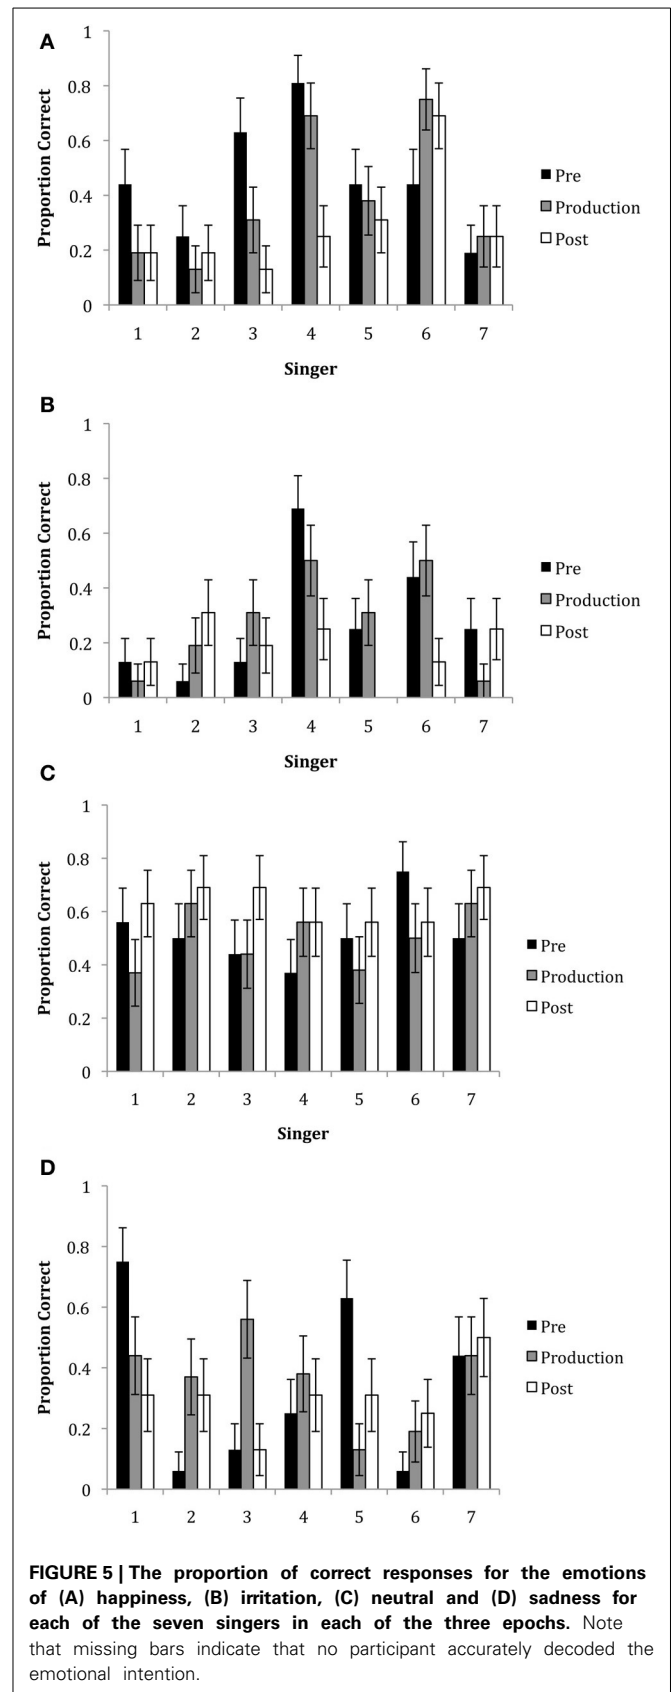 A
1
0.8
0.6
0.4
0.2
0
Proportion Correct
1 2 3 4 5 6 7
Singer
Pre
Production
Post
B
1
0.8
0.6
0.4
0.2
0
Proportion Correct
1 2 3 4 5 6 7
Singer
Pre
Production
Post
C
1
0.8
0.6
0.4
0.2
0
Proportion Correct
1 2 3 4 5 6 7
Singer
Pre
Production
Post
D
1
0.8
0.6
0.4
0.2
0
Proportion Correct
1 2 3 4 5 6 7
Pre
Production
Post
FIGURE 5 | The proportion of correct responses for the emotions
of (A) happiness, (B) irritation, (C) neutral and (D) sadness for
each of the seven singers in each of the three epochs. Note
that missing bars indicate that no participant accurately decoded the
emotional intention.